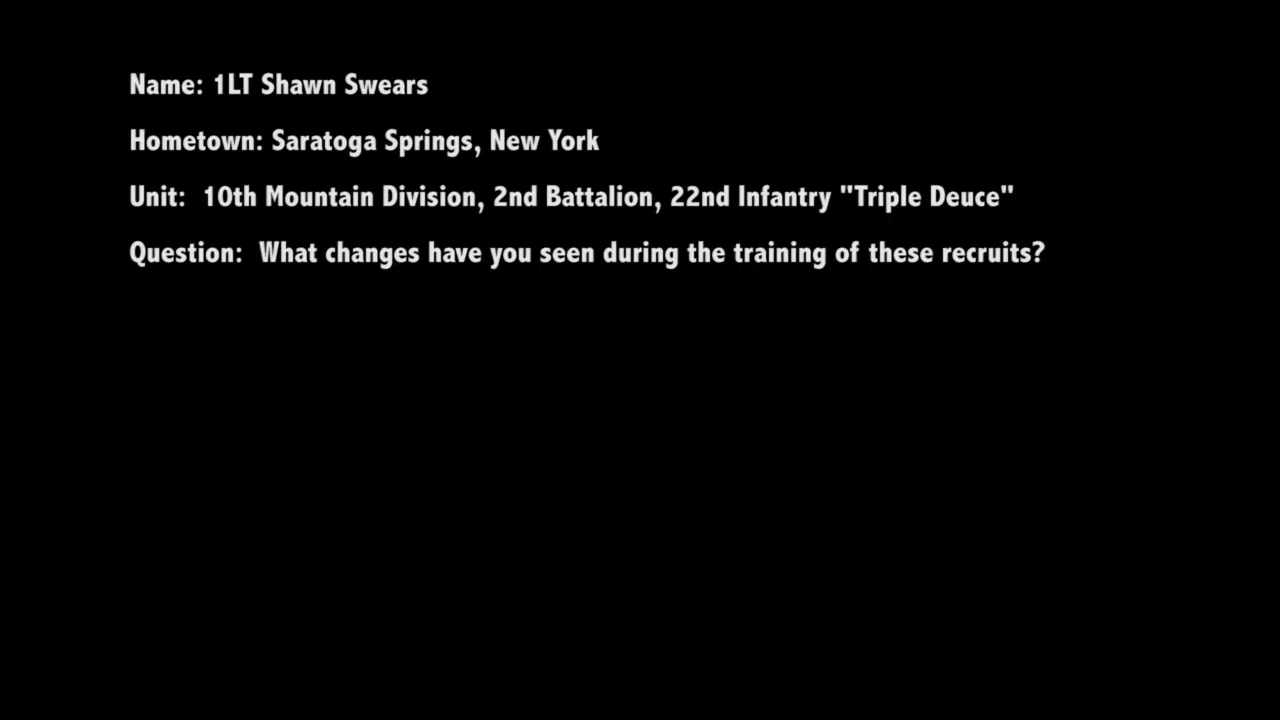 Name: 1LT Shawn Swears
Hometown: Saratoga Springs, New York
Unit:  10th Mountain Division, 2nd Battalion, 22nd Infantry "Triple Deuce"
Question:  What changes have you seen during the training of these recruits?